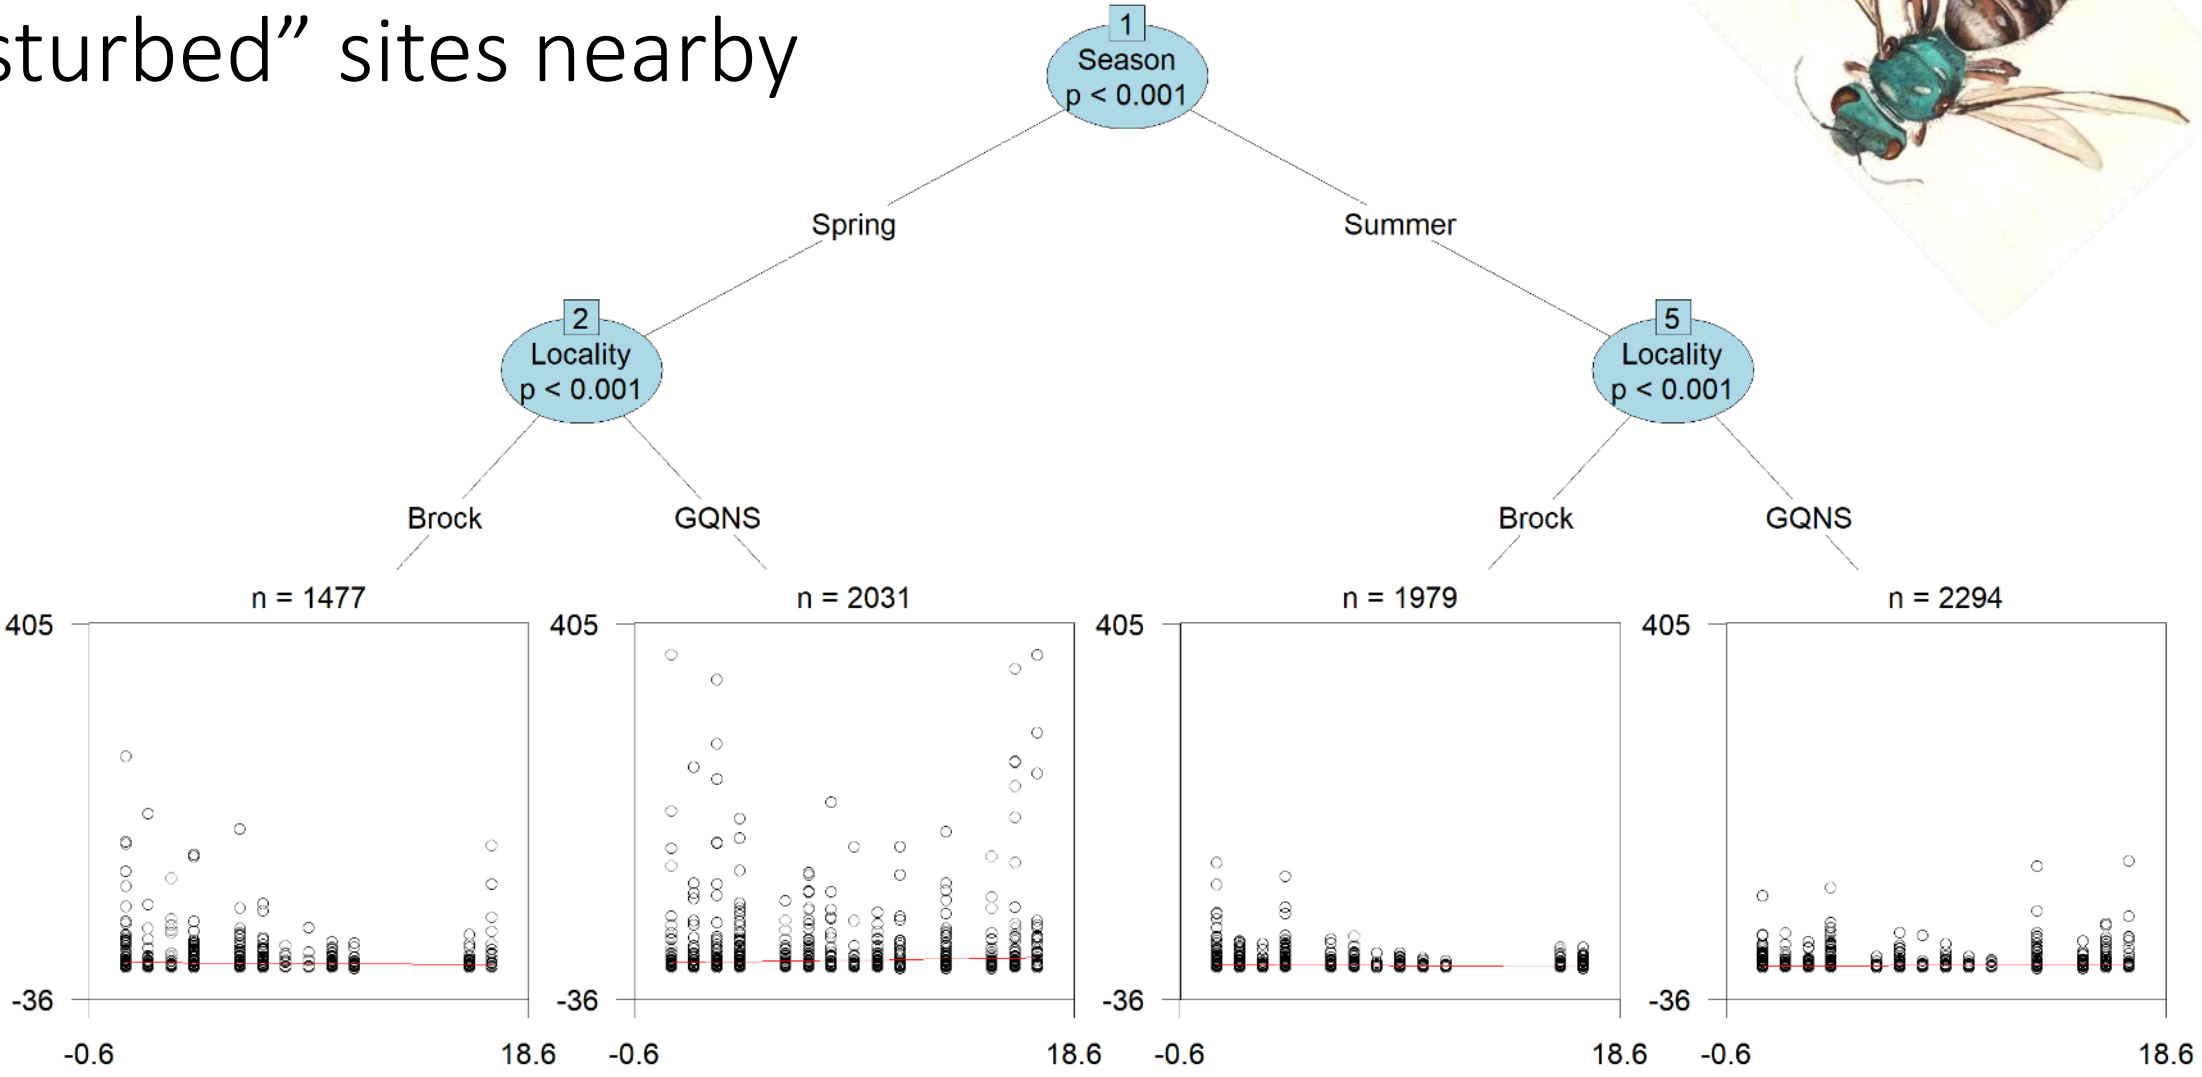 sturbed” sites nearby
1
Season
p < 0.001
Spring
Summer
2
Locality
p < 0.001
5
Locality
p < 0.001
Brock
GQNS
Brock
GQNS
n = 1477
n = 2031
n = 1979
n = 2294
405
405
405
405
-36
-36
-36
-36
-0.6
18.6
-0.6
18.6
-0.6
18.6
-0.6
18.6